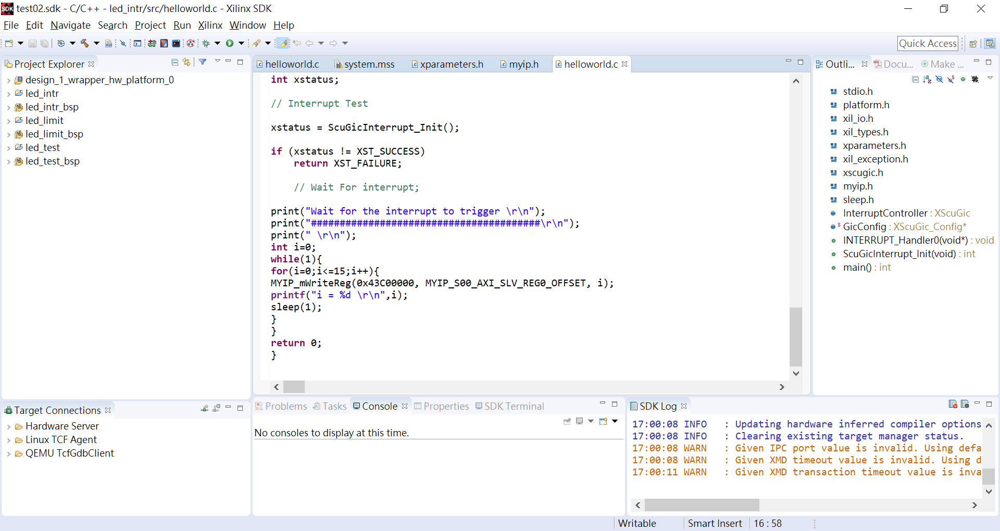 test02.sdk - C/C++ - led_intr/src/helloworld.c - Xilinx SDK
File Edit Navigate Search Project Run Xilinx Window Help
Quick Access
Project Explorer
design_1_wrapper_hw_platform_0
led_intr
led_intr_bsp
led_limit
led_limit_bsp
led_test
led_test_bsp
helloworld.c system.mss xparameters.h myip.h helloworld.c
int xstatus;
// Interrupt Test
xstatus = ScuGicInterrupt_Init();
if (xstatus != XST_SUCCESS)
return XST_FAILURE;
// Wait For interrupt;
print("Wait for the interrupt to trigger \r\n");
print("########################################\r\n");
print(" \r\n");
int i=0;
while(1){
for(i=0;i<=15;i++){
MYIP_mWriteReg(0x43C00000, MYIP_S00_AXI_SLV_REG0_OFFSET, i);
printf("i = %d \r\n",i);
sleep(1);
}
}
return 0;
}
Outli... Docu... Make ...
stdio.h
platform.h
xil_io.h
xil_types.h
xparameters.h
xil_exception.h
xscugic.h
myip.h
sleep.h
InterruptController : XScuGic
GicConfig : XScuGic_Config*
INTERRUPT_Handler0(void*) : void
ScuGicInterrupt_Init(void) : int
main() : int
Target Connections
Hardware Server
Linux TCF Agent
QEMU TcfGdbClient
Problems Tasks Console Properties SDK Terminal
No consoles to display at this time.
SDK Log
17:00:08 INFO : Updating hardware inferred compiler options
17:00:08 INFO : Clearing existing target manager status.
17:00:08 WARN : Given IPC port value is invalid. Using defa
17:00:08 WARN : Given XMD timeout value is invalid. Using d
17:00:11 WARN : Given XMD transaction timeout value is inva
Writable Smart Insert 16 : 58